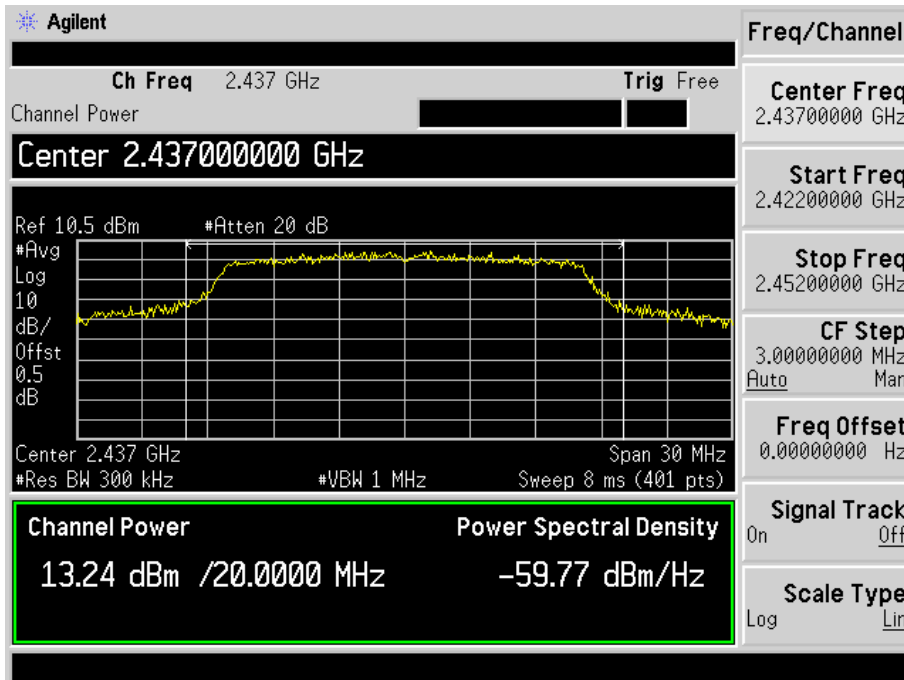 Agilent
Freq/Channel
Ch Freq 2.437 GHz Trig Free
Channel Power
Center 2.437000000 GHz
Ref 10.5 dBm #Atten 20 dB
#Avg
Log
10
dB/
Offst
0.5
dB
Center 2.437 GHz Span 30 MHz
#Res BW 300 kHz #VBW 1 MHz Sweep 8 ms (401 pts)
Channel Power Power Spectral Density
13.24 dBm /20.0000 MHz -59.77 dBm/Hz
Center Freq
2.43700000 GHz
Start Freq
2.42200000 GHz
Stop Freq
2.45200000 GHz
CF Step
3.00000000 MHz
Auto Man
Freq Offset
0.00000000 Hz
Signal Track
On Off
Scale Type
Log Lin